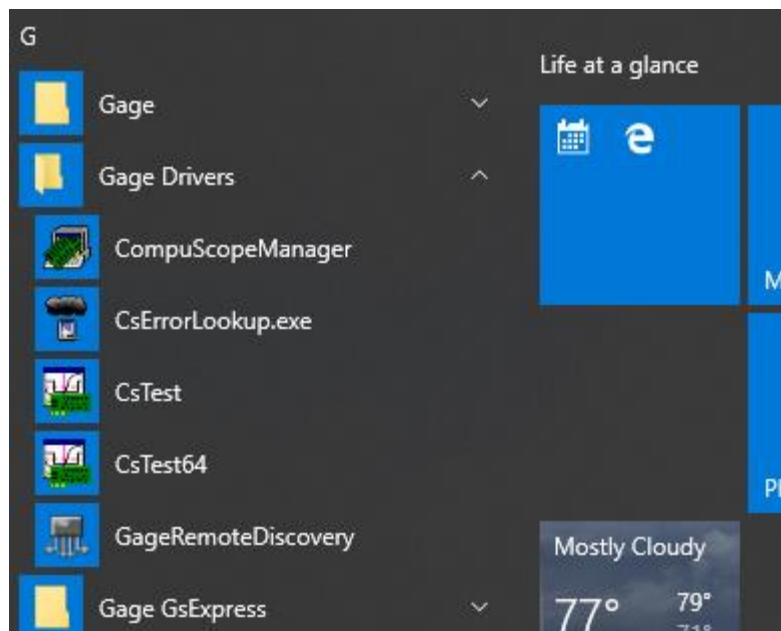 G
Gage
Gage Drivers
CompuScopeManager
CsErrorLookup.exe
CsTest
CsTest64
GageRemoteDiscovery
Gage GsExpress
Life at a glance
Mostly Cloudy
77°
79°